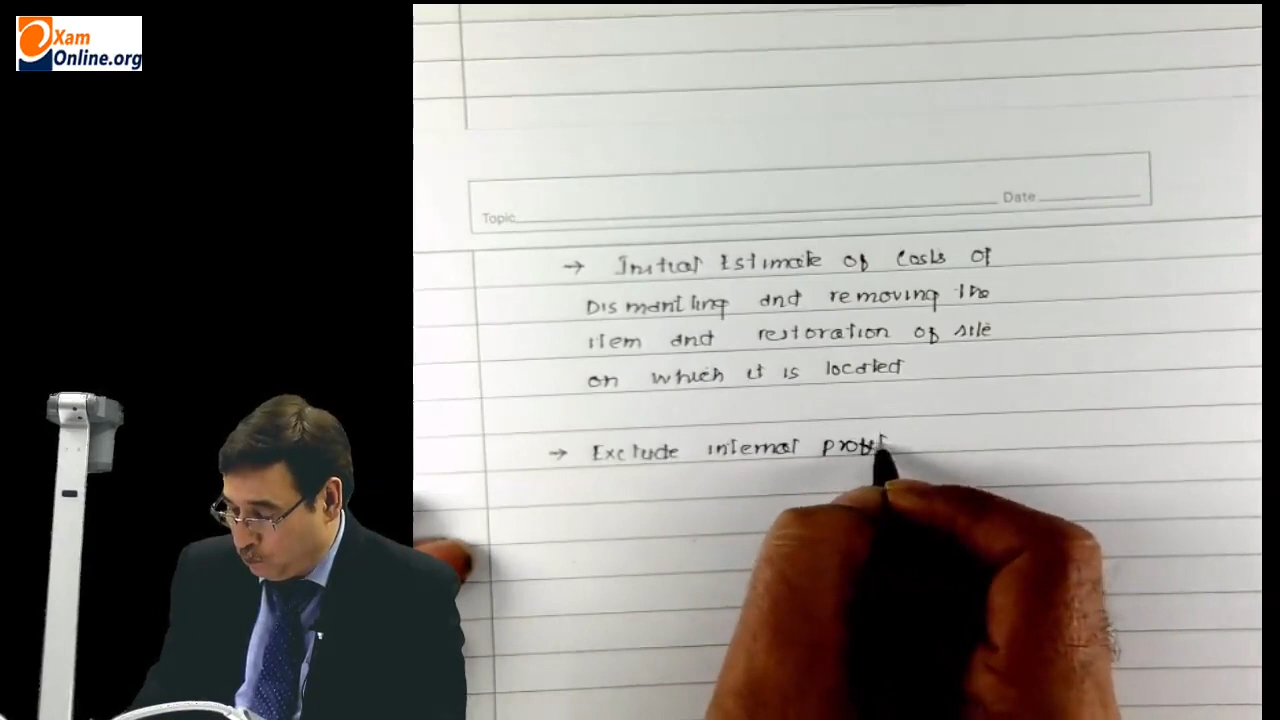 eXam
Online.org
Topic
Date
→ Initial Estimate of Costs of
Dismantling and removing the
item and restoration of site
on which it is located
→ Exclude internal profit